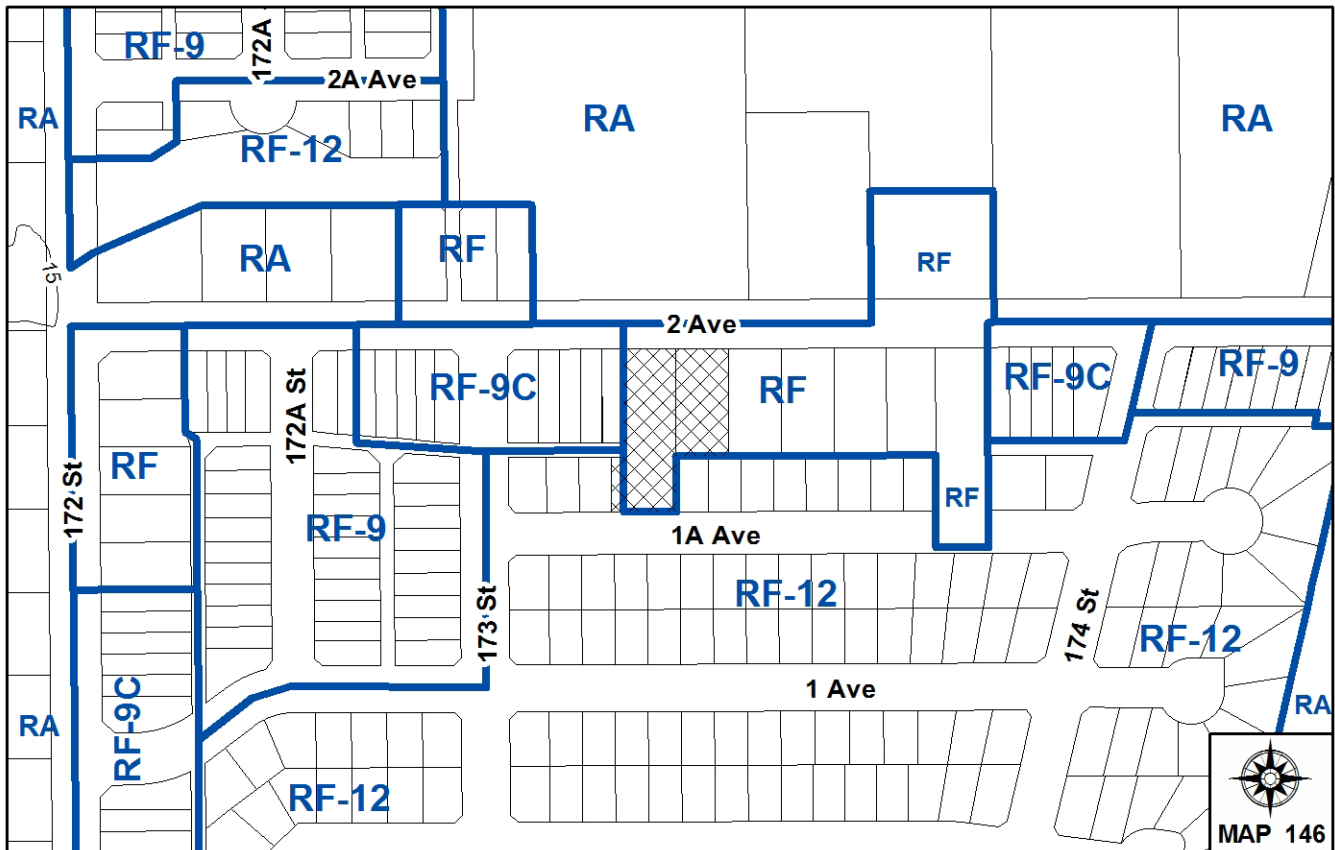 RF-9
172A
2A Ave
RA
RA
RA
RF-12
RF
RA
RF
15
2 Ave
RF-9C
RF
RF-9C
RF-9
172A St
RF
172 St
RF-9
RF
1A Ave
RF-12
173 St
174 St
RF-12
1 Ave
RA
RF-9C
RA
RF-12
MAP 146